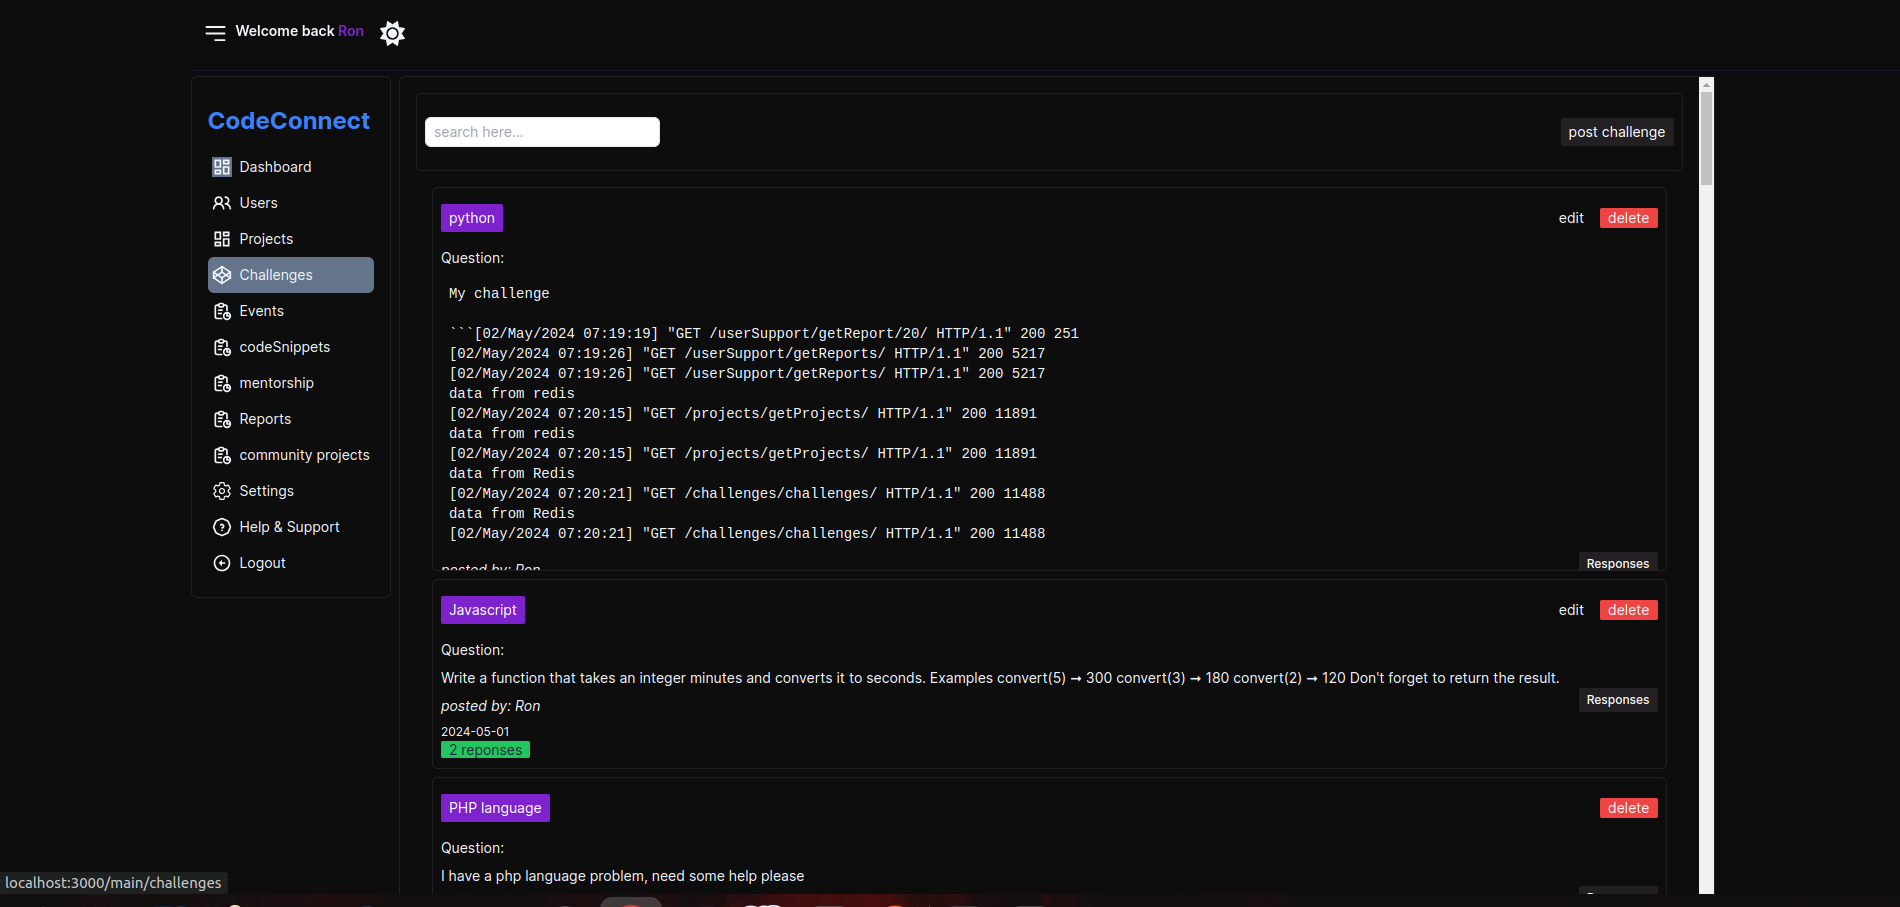 Welcome back Ron
CodeConnect
Dashboard
Users
Projects
Challenges
Events
codeSnippets
mentorship
Reports
community projects
Settings
Help & Support
Logout
search here...
post challenge
python
edit
delete
Question:
My challenge
```[02/May/2024 07:19:19] "GET /userSupport/getReport/20/ HTTP/1.1" 200 251
[02/May/2024 07:19:26] "GET /userSupport/getReports/ HTTP/1.1" 200 5217
[02/May/2024 07:19:26] "GET /userSupport/getReports/ HTTP/1.1" 200 5217
data from redis
[02/May/2024 07:20:15] "GET /projects/getProjects/ HTTP/1.1" 200 11891
data from redis
[02/May/2024 07:20:15] "GET /projects/getProjects/ HTTP/1.1" 200 11891
data from Redis
[02/May/2024 07:20:21] "GET /challenges/challenges/ HTTP/1.1" 200 11488
data from Redis
[02/May/2024 07:20:21] "GET /challenges/challenges/ HTTP/1.1" 200 11488
posted by: Ron
Responses
Javascript
edit
delete
Question:
Write a function that takes an integer minutes and converts it to seconds. Examples convert(5) ➞ 300 convert(3) ➞ 180 convert(2) ➞ 120 Don't forget to return the result.
posted by: Ron
Responses
2024-05-01
2 reponses
PHP language
delete
Question:
I have a php language problem, need some help please
localhost:3000/main/challenges